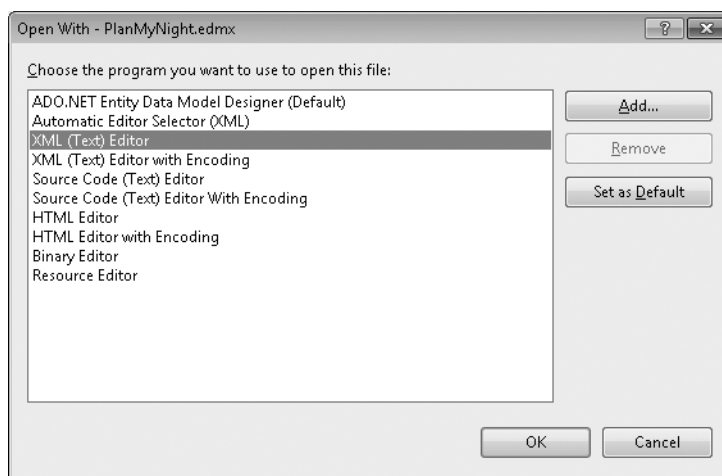 Open With - PlanMyNight.edmx
Choose the program you want to use to open this file:
ADO.NET Entity Data Model Designer (Default)
Automatic Editor Selector (XML)
XML (Text) Editor
XML (Text) Editor with Encoding
Source Code (Text) Editor
Source Code (Text) Editor With Encoding
HTML Editor
HTML Editor with Encoding
Binary Editor
Resource Editor
Add...
Remove
Set as Default
OK
Cancel